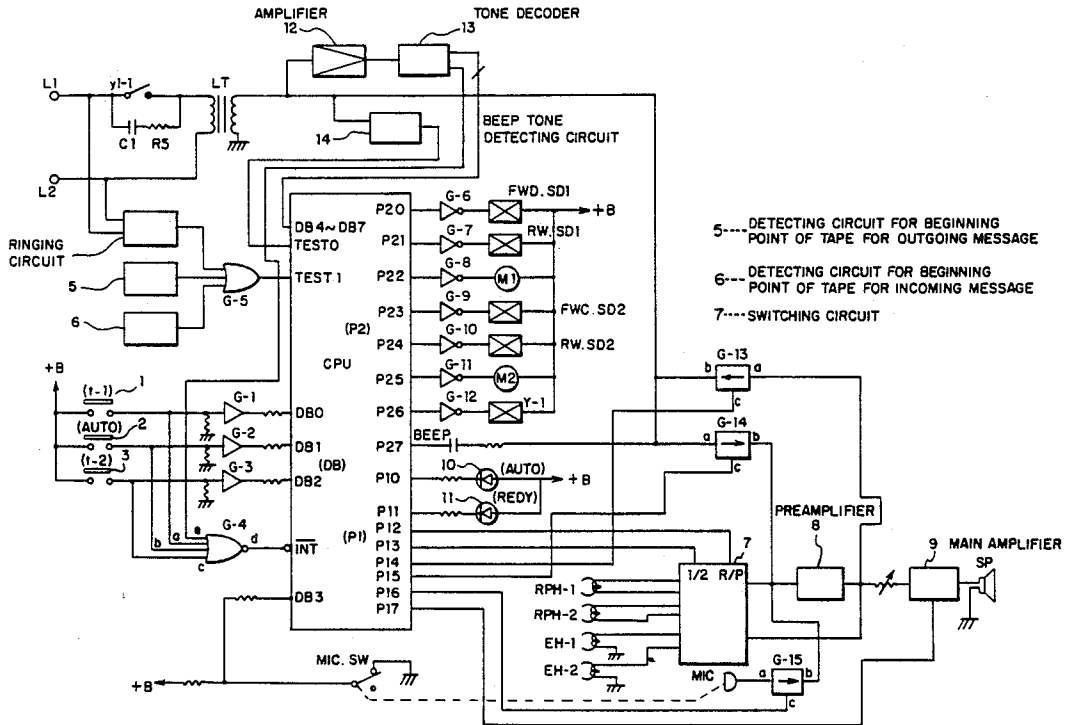 AMPLIFIER
12
TONE DECODER
13
L1
y1-1
LT
C1
R5
BEEP TONE
DETECTING CIRCUIT
14
L2
RINGING
CIRCUIT
5
6
G-5
DB4~DB7
TEST0
TEST 1
(P2)
CPU
(DB)
(P1)
P20
P21
P22
P23
P24
P25
P26
P27
P10
P11
P12
P13
P14
P15
P16
P17
G-6
FWD. SD1
+B
G-7
RW. SD1
G-8
M1
G-9
FWC. SD2
G-10
RW. SD2
G-11
M2
G-12
Y-1
BEEP
10
(AUTO)
+B
11
(REDY)
5---- DETECTING CIRCUIT FOR BEGINNING
POINT OF TAPE FOR OUTGOING MESSAGE
6---- DETECTING CIRCUIT FOR BEGINNING
POINT OF TAPE FOR INCOMING MESSAGE
7---- SWITCHING CIRCUIT
G-13
b
a
c
G-14
a
b
c
+B
(t-1)
1
(AUTO)
2
(t-2)
3
G-1
G-2
G-3
DB0
DB1
DB2
G-4
e
a
b
c
d
INT
DB3
PREAMPLIFIER
8
9
MAIN AMPLIFIER
SP
7
1/2
R/P
RPH-1
RPH-2
EH-1
EH-2
MIC. SW
+B
MIC
G-15
a
b
c